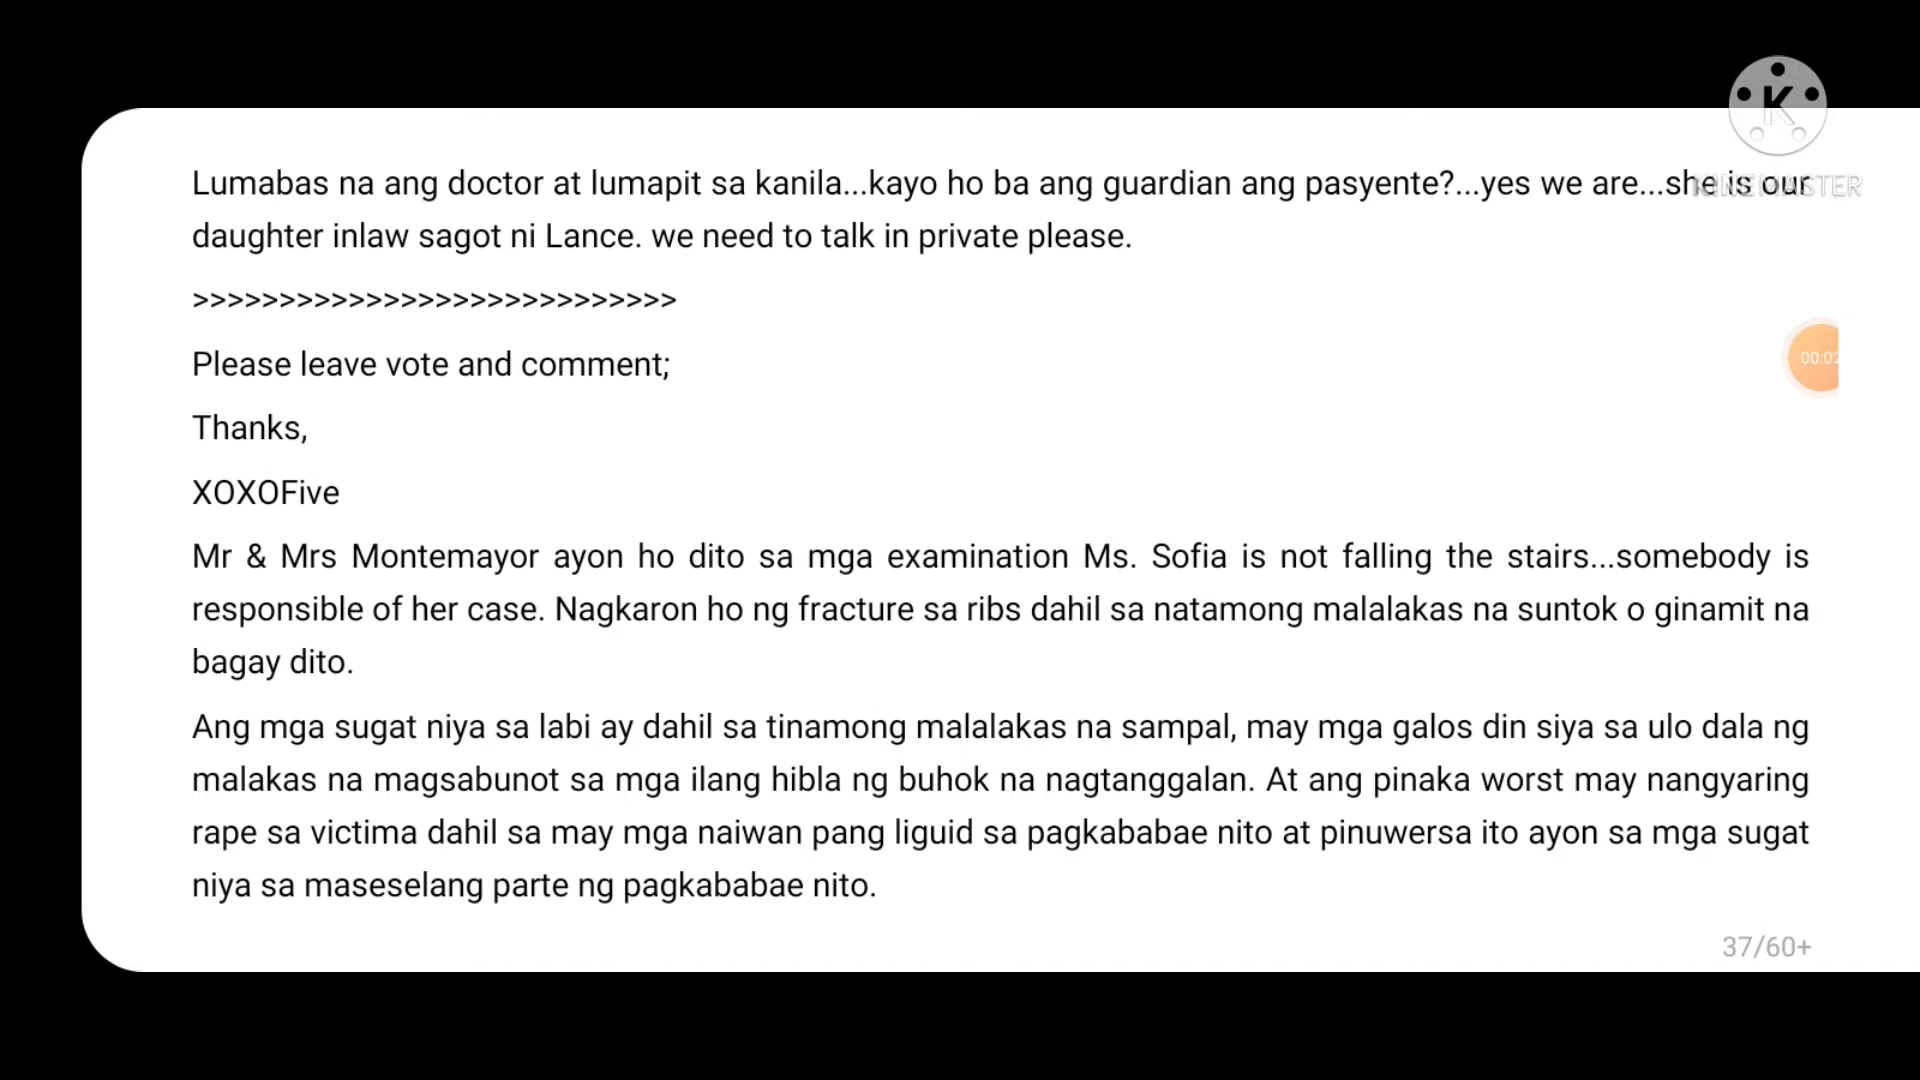 Lumabas na ang doctor at lumapit sa kanila...kayo ho ba ang guardian ang pasyente?...yes we are...she is our
daughter inlaw sagot ni Lance. we need to talk in private please.
>>>>>>>>>>>>>>>>>>>>>>>>>>>>
Please leave vote and comment;
Thanks,
XOXOFive
Mr & Mrs Montemayor ayon ho dito sa mga examination Ms. Sofia is not falling the stairs...somebody is
responsible of her case. Nagkaron ho ng fracture sa ribs dahil sa natamong malalakas na suntok o ginamit na
bagay dito.
Ang mga sugat niya sa labi ay dahil sa tinamong malalakas na sampal, may mga galos din siya sa ulo dala ng
malakas na magsabunot sa mga ilang hibla ng buhok na nagtanggalan. At ang pinaka worst may nangyaring
rape sa victima dahil sa may mga naiwan pang liguid sa pagkababae nito at pinuwersa ito ayon sa mga sugat
niya sa maseselang parte ng pagkababae nito.
37/60+
K
KINEMASTER
00:02